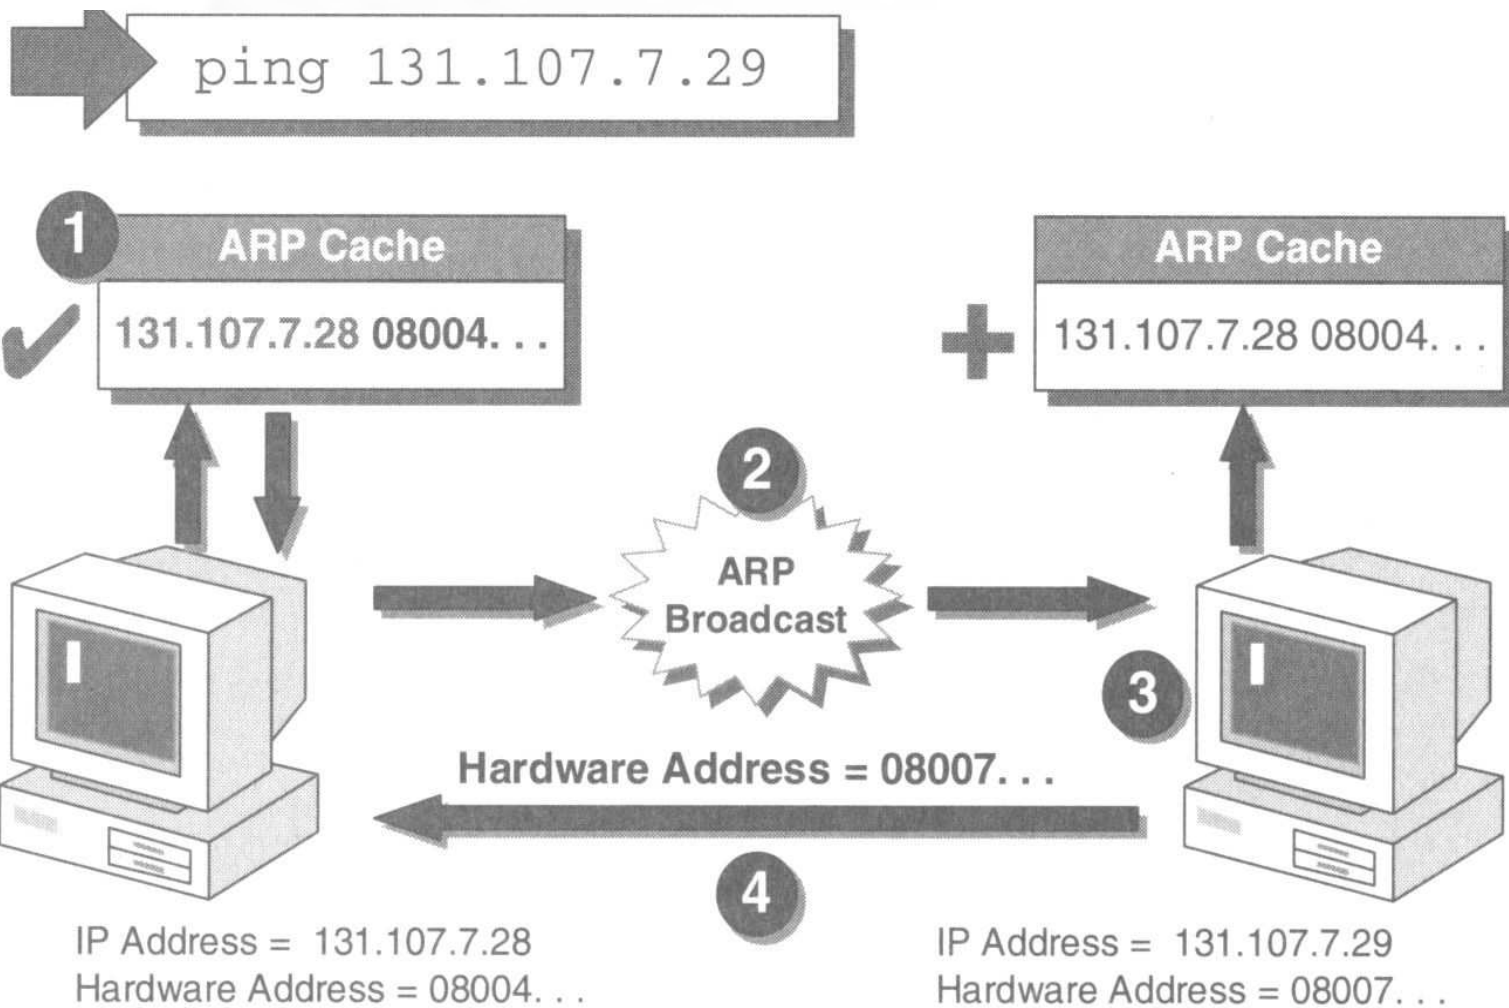 ping 131.107.7.29
1
ARP Cache
131.107.7.28 08004. . .
ARP Cache
131.107.7.28 08004. . .
2
ARP
Broadcast
3
Hardware Address = 08007. . .
4
IP Address = 131.107.7.28
Hardware Address = 08004. . .
IP Address = 131.107.7.29
Hardware Address = 08007. . .